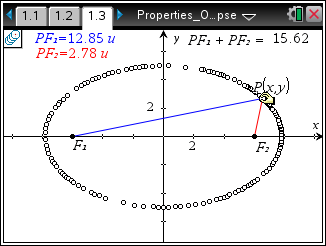 1.1 1.2 1.3 Properties_O...pse
PF₁=12.85 u
PF₂=2.78 u
y PF₁ + PF₂ = 15.62
P(x,y)
2
x
F₁ 2 F₂